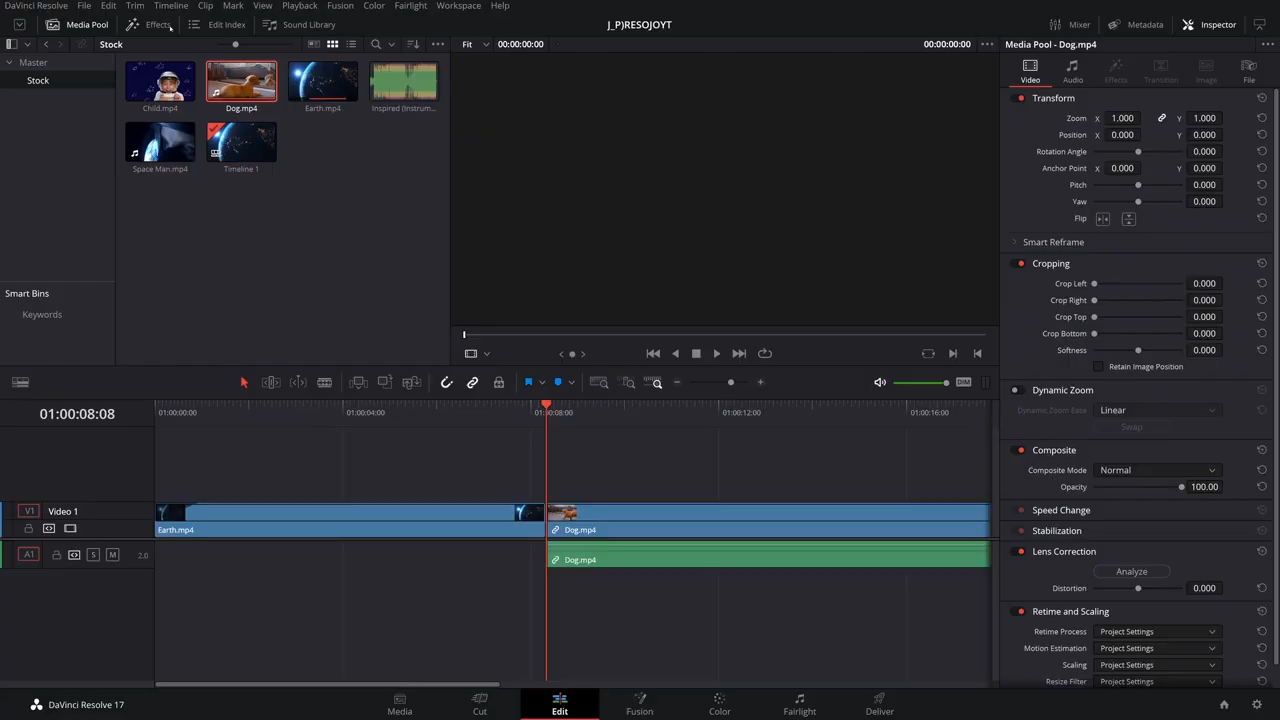 DaVinci Resolve File Edit Trim Timeline Clip Mark View Playback Fusion Color Fairlight Workspace Help
Media Pool Effects Edit Index Sound Library J_P)RESOJOYT Mixer Metadata Inspector
Stock Fit 00:00:00:00 00:00:00:00 Media Pool - Dog.mp4
Master
Stock
Video Audio Effects Transition Image File
Child.mp4 Dog.mp4 Earth.mp4 Inspired (Instrum...
Space Man.mp4 Timeline 1
Transform
Zoom X 1.000 Y 1.000
Position X 0.000 Y 0.000
Rotation Angle 0.000
Anchor Point X 0.000 Y 0.000
Pitch 0.000
Yaw 0.000
Flip
Smart Reframe
Cropping
Crop Left 0.000
Crop Right 0.000
Crop Top 0.000
Crop Bottom 0.000
Softness 0.000
Retain Image Position
Smart Bins
Keywords
Dynamic Zoom
Dynamic Zoom Ease Linear
Swap
Composite
Composite Mode Normal
Opacity 100.00
Speed Change
Stabilization
Lens Correction
Analyze
Distortion 0.000
Retime and Scaling
Retime Process Project Settings
Motion Estimation Project Settings
Scaling Project Settings
Resize Filter Project Settings
DIM
01:00:08:08 01:00:00:00 01:00:04:00 01:00:08:00 01:00:12:00 01:00:16:00
V1 Video 1
Earth.mp4 Dog.mp4
A1 S M 2.0 Dog.mp4
DaVinci Resolve 17 Media Cut Edit Fusion Color Fairlight Deliver